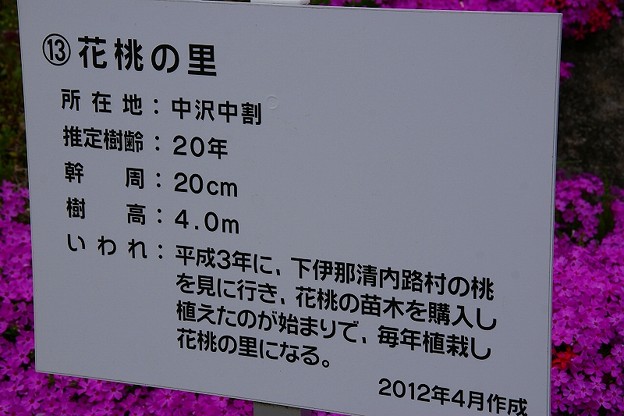 ⑬花桃の里
所在地：中沢中割
推定樹齢：20年
幹周：20cm
樹高：4.0m
いわれ：平成3年に，下伊那清内路村の桃
を見に行き，花桃の苗木を購入し
植えたのが始まりで，毎年植栽し
花桃の里になる。
2012年4月作成